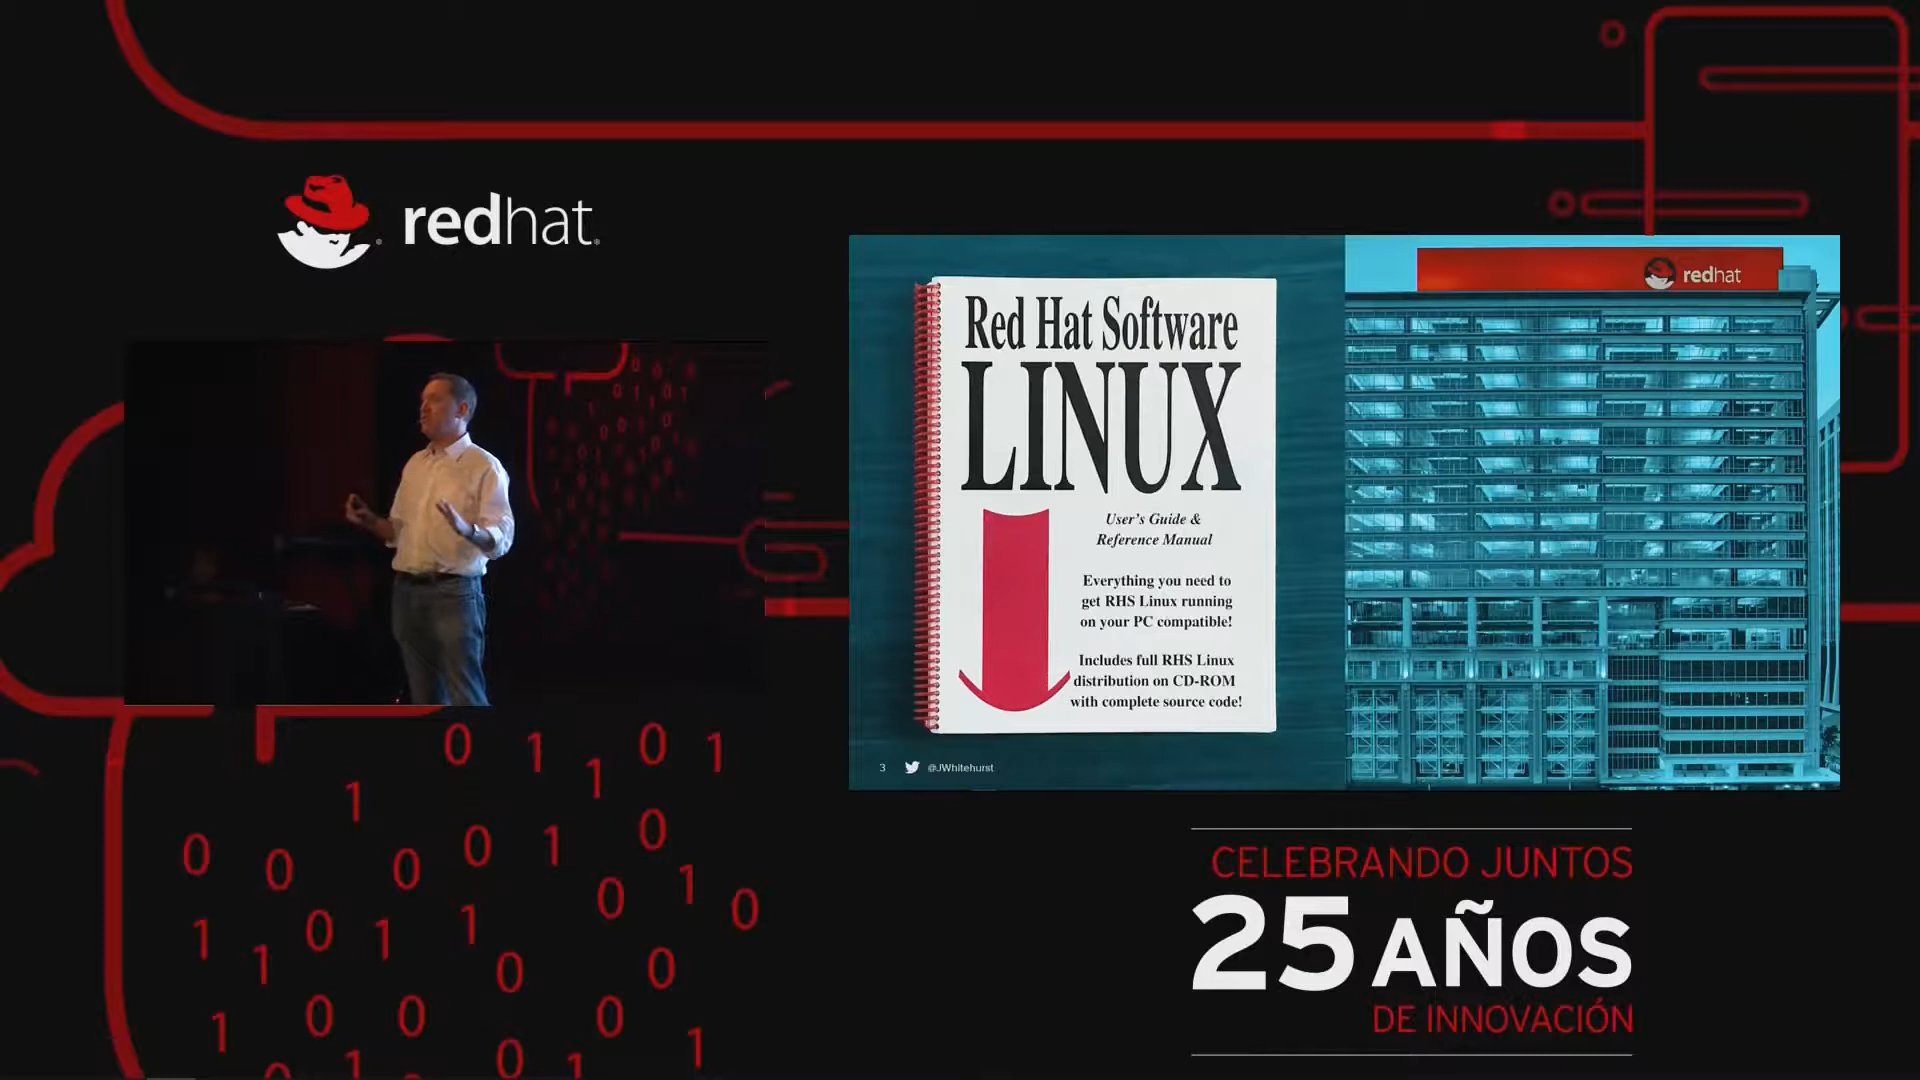 redhat.
redhat
Red Hat Software
LINUX
User's Guide &
Reference Manual
Everything you need to
get RHS Linux running
on your PC compatible!
Includes full RHS Linux
distribution on CD-ROM
with complete source code!
3 @JWhitehurst
CELEBRANDO JUNTOS
25 AÑOS
DE INNOVACIÓN